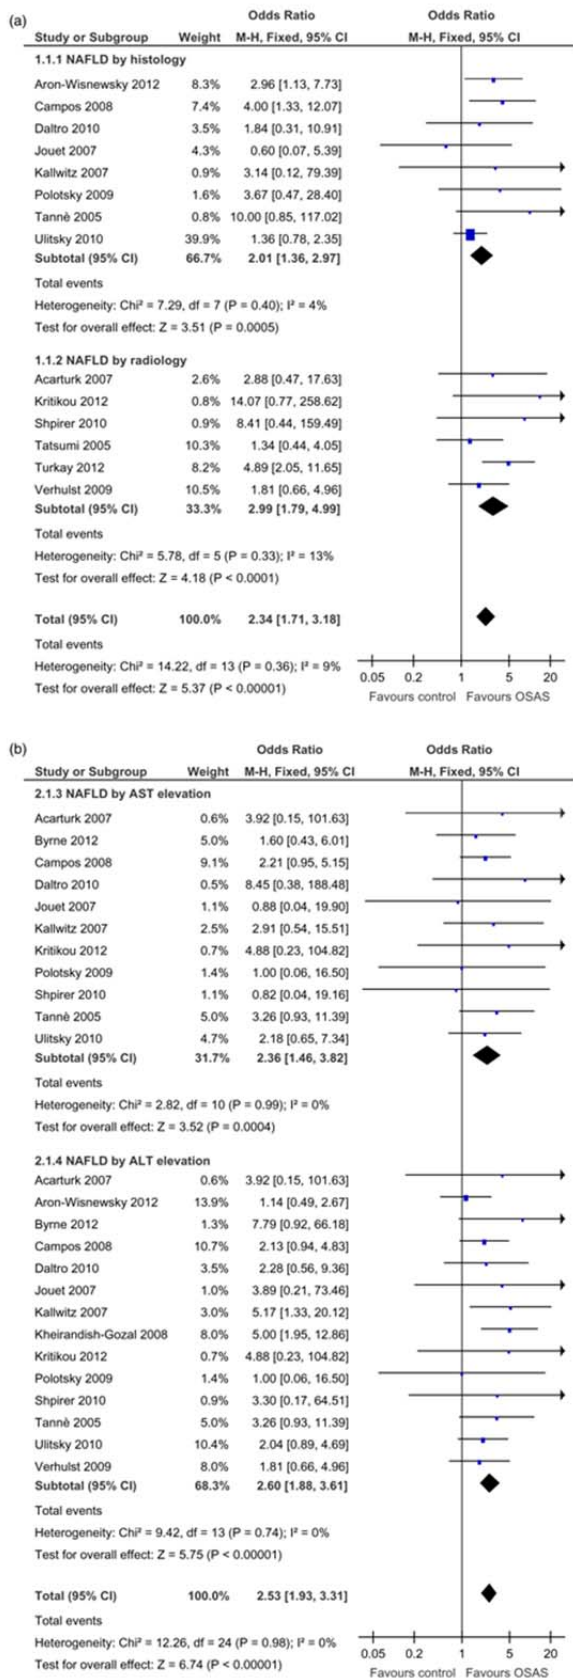 (a)
Odds Ratio Odds Ratio
Study or Subgroup Weight M-H, Fixed, 95% CI M-H, Fixed, 95% CI
1.1.1 NAFLD by histology
Aron-Wisnewsky 2012 8.3% 2.96 [1.13, 7.73]
Campos 2008 7.4% 4.00 [1.33, 12.07]
Daltro 2010 3.5% 1.84 [0.31, 10.91]
Jouet 2007 4.3% 0.60 [0.07, 5.39]
Kallwitz 2007 0.9% 3.14 [0.12, 79.39]
Polotsky 2009 1.6% 3.67 [0.47, 28.40]
Tannè 2005 0.8% 10.00 [0.85, 117.02]
Ulitsky 2010 39.9% 1.36 [0.78, 2.35]
Subtotal (95% CI) 66.7% 2.01 [1.36, 2.97]
Total events
Heterogeneity: Chi² = 7.29, df = 7 (P = 0.40); I² = 4%
Test for overall effect: Z = 3.51 (P = 0.0005)
1.1.2 NAFLD by radiology
Acarturk 2007 2.6% 2.88 [0.47, 17.63]
Kritikou 2012 0.8% 14.07 [0.77, 258.62]
Shpirer 2010 0.9% 8.41 [0.44, 159.49]
Tatsumi 2005 10.3% 1.34 [0.44, 4.05]
Turkay 2012 8.2% 4.89 [2.05, 11.65]
Verhulst 2009 10.5% 1.81 [0.66, 4.96]
Subtotal (95% CI) 33.3% 2.99 [1.79, 4.99]
Total events
Heterogeneity: Chi² = 5.78, df = 5 (P = 0.33); I² = 13%
Test for overall effect: Z = 4.18 (P < 0.0001)
Total (95% CI) 100.0% 2.34 [1.71, 3.18]
Total events
Heterogeneity: Chi² = 14.22, df = 13 (P = 0.36); I² = 9%
Test for overall effect: Z = 5.37 (P < 0.00001)
0.05 0.2 1 5 20
Favours control Favours OSAS
(b)
Odds Ratio Odds Ratio
Study or Subgroup Weight M-H, Fixed, 95% CI M-H, Fixed, 95% CI
2.1.3 NAFLD by AST elevation
Acarturk 2007 0.6% 3.92 [0.15, 101.63]
Byrne 2012 5.0% 1.60 [0.43, 6.01]
Campos 2008 9.1% 2.21 [0.95, 5.15]
Daltro 2010 0.5% 8.45 [0.38, 188.48]
Jouet 2007 1.1% 0.88 [0.04, 19.90]
Kallwitz 2007 2.5% 2.91 [0.54, 15.51]
Kritikou 2012 0.7% 4.88 [0.23, 104.82]
Polotsky 2009 1.4% 1.00 [0.06, 16.50]
Shpirer 2010 1.1% 0.82 [0.04, 19.16]
Tannè 2005 5.0% 3.26 [0.93, 11.39]
Ulitsky 2010 4.7% 2.18 [0.65, 7.34]
Subtotal (95% CI) 31.7% 2.36 [1.46, 3.82]
Total events
Heterogeneity: Chi² = 2.82, df = 10 (P = 0.99); I² = 0%
Test for overall effect: Z = 3.52 (P = 0.0004)
2.1.4 NAFLD by ALT elevation
Acarturk 2007 0.6% 3.92 [0.15, 101.63]
Aron-Wisnewsky 2012 13.9% 1.14 [0.49, 2.67]
Byrne 2012 1.3% 7.79 [0.92, 66.18]
Campos 2008 10.7% 2.13 [0.94, 4.83]
Daltro 2010 3.5% 2.28 [0.56, 9.36]
Jouet 2007 1.0% 3.89 [0.21, 73.46]
Kallwitz 2007 3.0% 5.17 [1.33, 20.12]
Kheirandish-Gozal 2008 8.0% 5.00 [1.95, 12.86]
Kritikou 2012 0.7% 4.88 [0.23, 104.82]
Polotsky 2009 1.4% 1.00 [0.06, 16.50]
Shpirer 2010 0.9% 3.30 [0.17, 64.51]
Tannè 2005 5.0% 3.26 [0.93, 11.39]
Ulitsky 2010 10.4% 2.04 [0.89, 4.69]
Verhulst 2009 8.0% 1.81 [0.66, 4.96]
Subtotal (95% CI) 68.3% 2.60 [1.88, 3.61]
Total events
Heterogeneity: Chi² = 9.42, df = 13 (P = 0.74); I² = 0%
Test for overall effect: Z = 5.75 (P < 0.00001)
Total (95% CI) 100.0% 2.53 [1.93, 3.31]
Total events
Heterogeneity: Chi² = 12.26, df = 24 (P = 0.98); I² = 0%
Test for overall effect: Z = 6.74 (P < 0.00001)
0.05 0.2 1 5 20
Favours control Favours OSAS